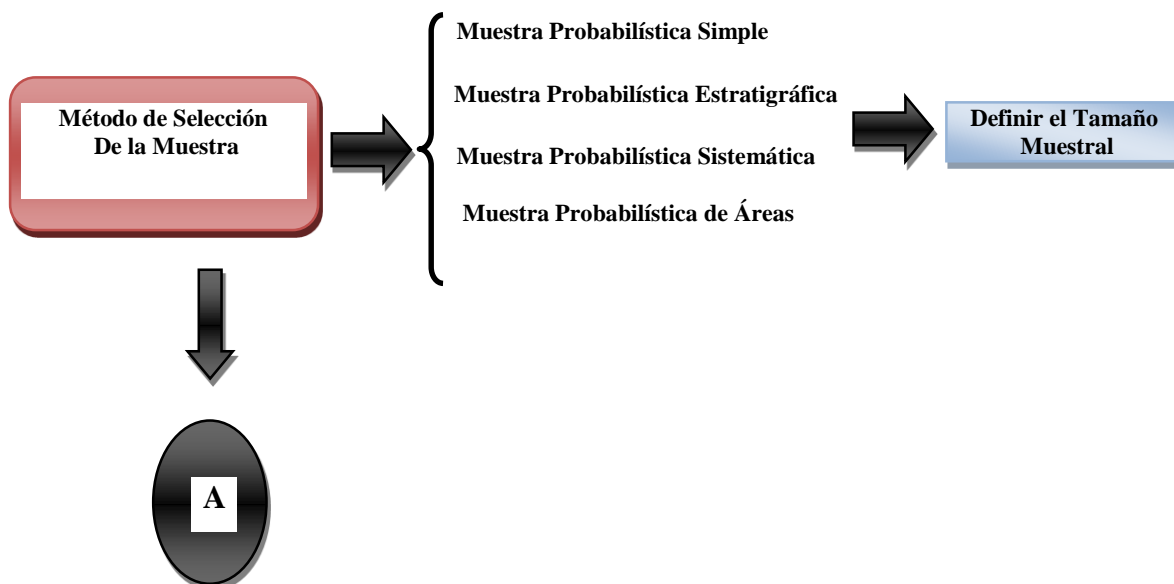 Muestra Probabilística Simple
Método de Selección
De la Muestra
Muestra Probabilística Estratigráfica
Muestra Probabilística Sistemática
Muestra Probabilística de Áreas
Definir el Tamaño
Muestral
A